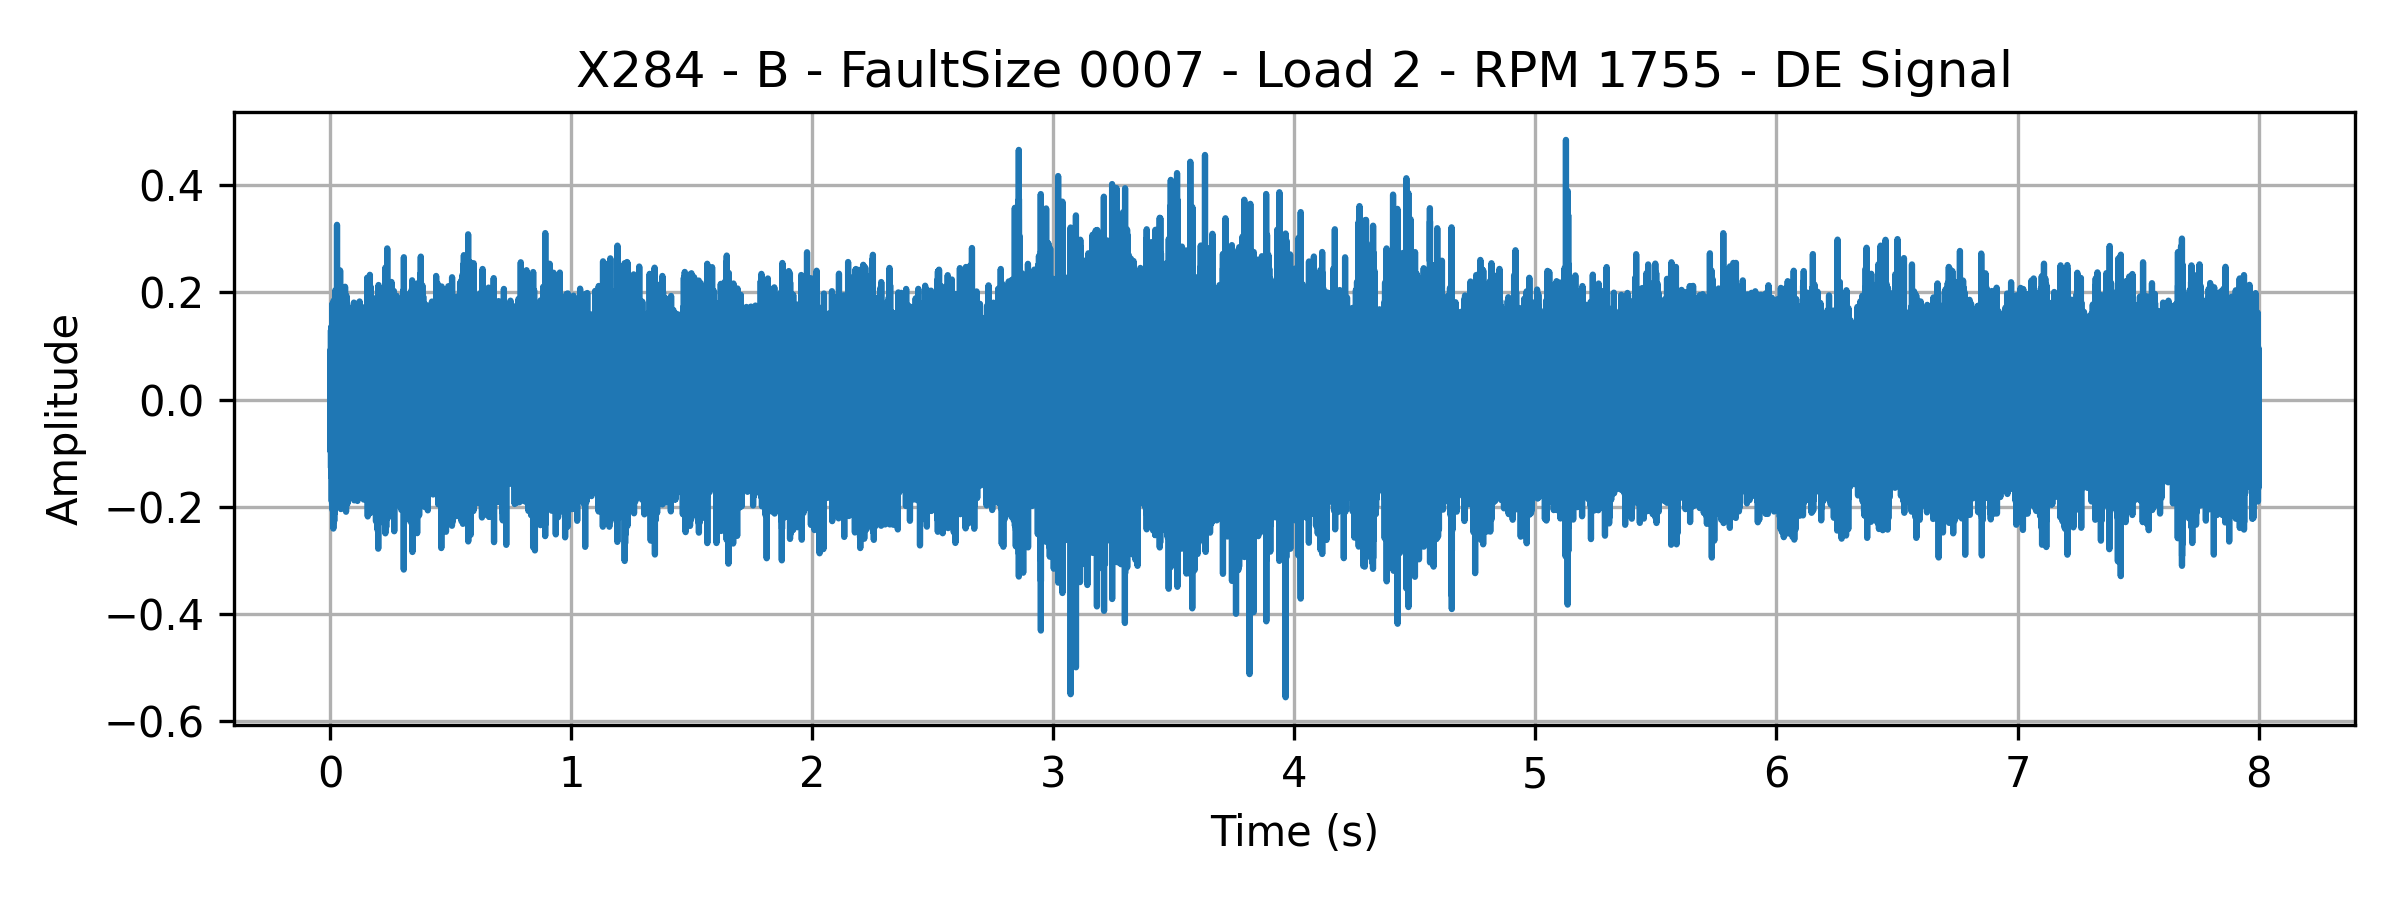 X284 - B - FaultSize 0007 - Load 2 - RPM 1755 - DE Signal
0.4
0.2
0.0
−0.2
−0.4
−0.6
Amplitude
0 1 2 3 4 5 6 7 8
Time (s)